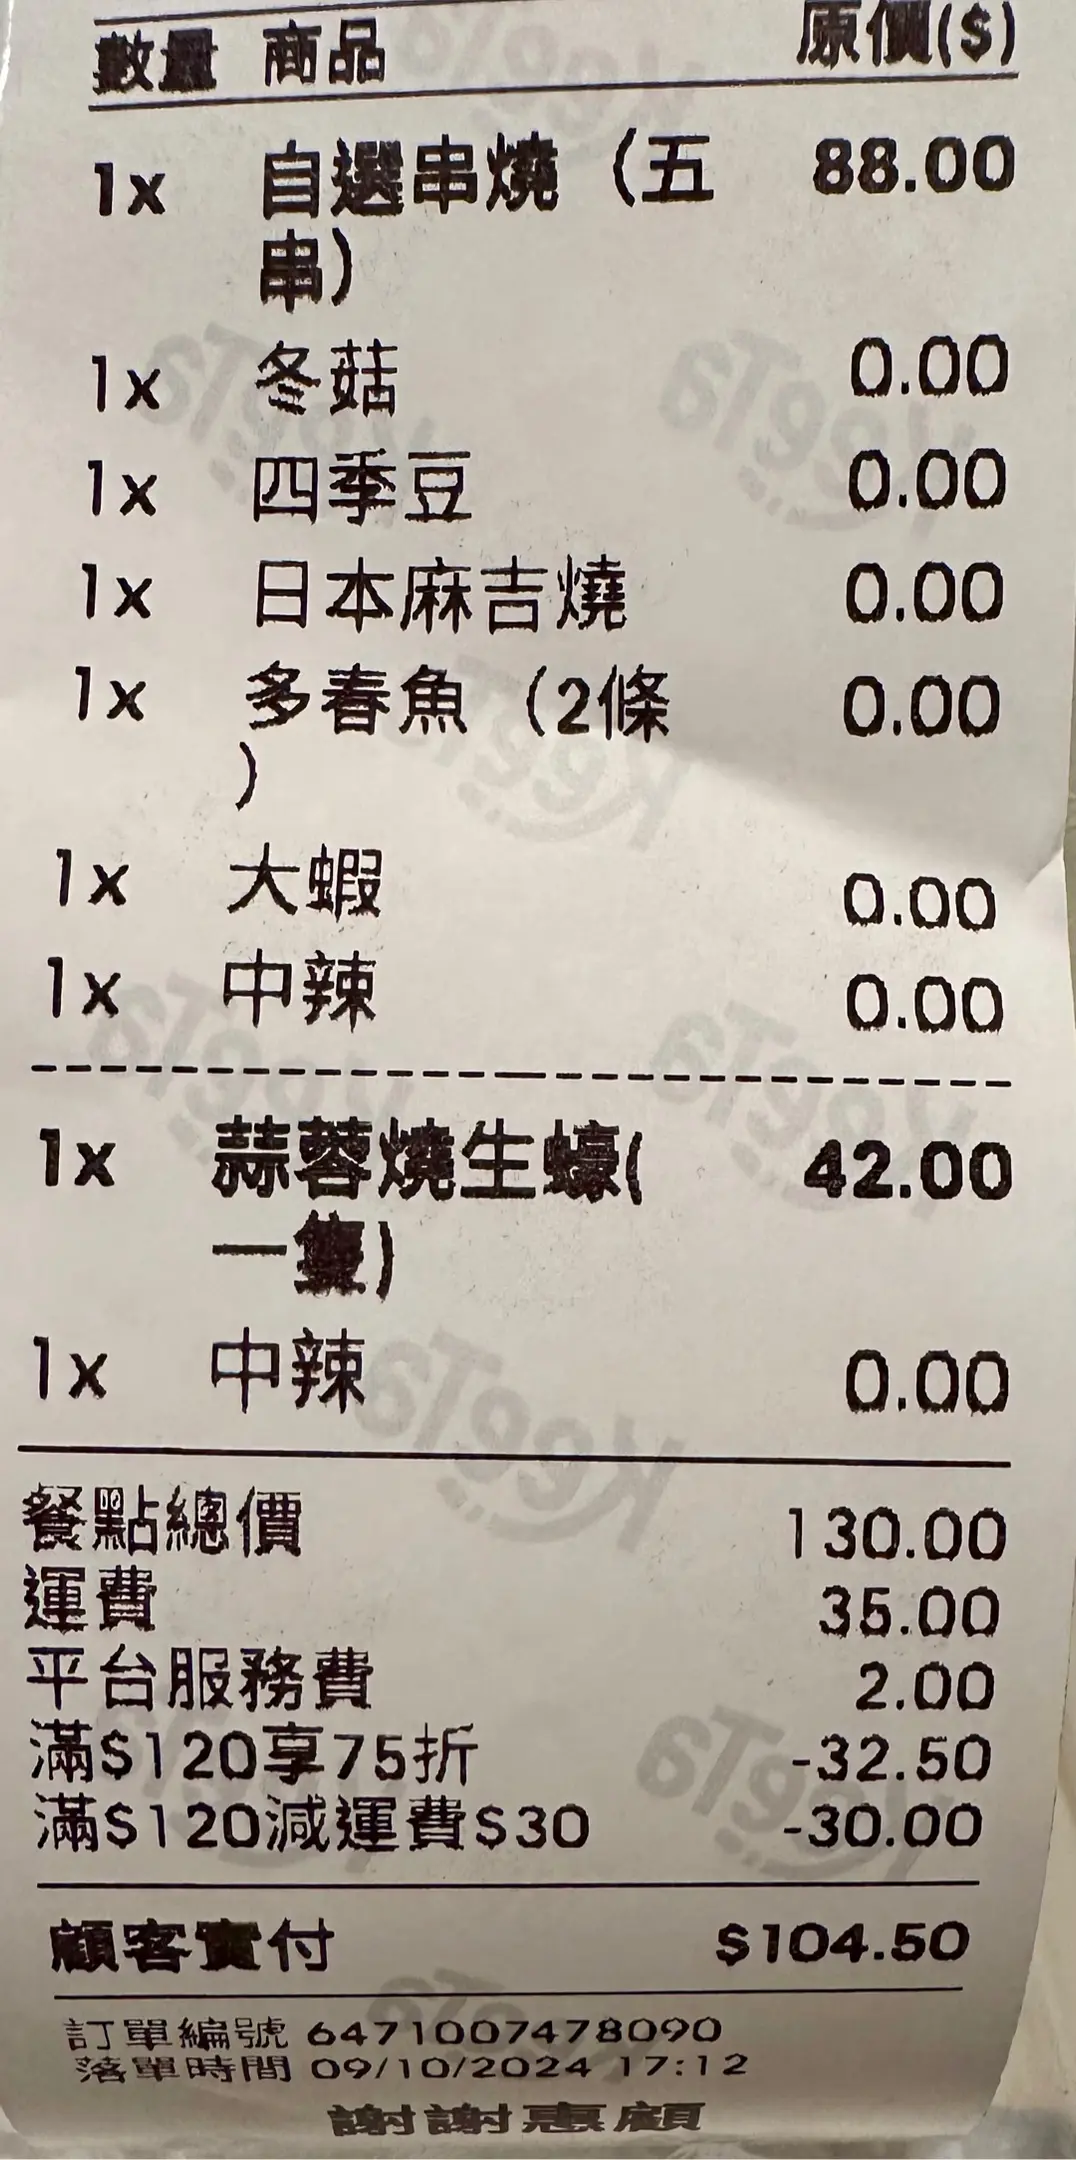 數量 商品 原價($)
1x 自選串燒（五 88.00
串）
1x 冬菇 0.00
1x 四季豆 0.00
1x 日本麻吉燒 0.00
1x 多春魚（2條 0.00
）
1x 大蝦 0.00
1x 中辣 0.00
1x 蒜蓉燒生蠔( 42.00
一隻)
1x 中辣 0.00
餐點總價 130.00
運費 35.00
平台服務費 2.00
滿$120享75折 -32.50
滿$120減運費$30 -30.00
顧客實付 $104.50
訂單編號 6471007478090
落單時間 09/10/2024 17:12
謝謝惠顧